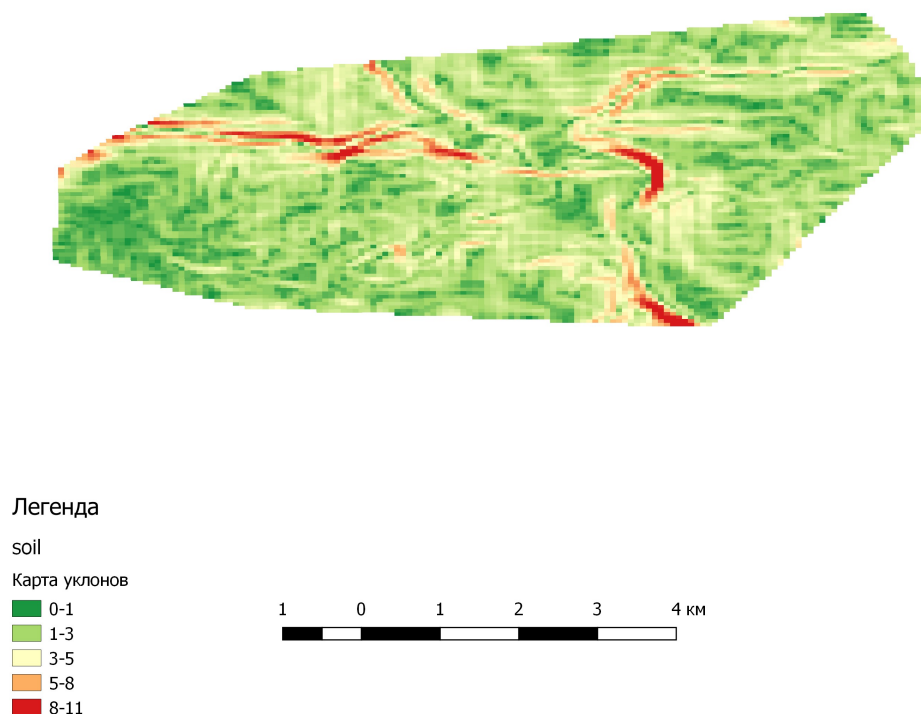 Легенда
soil
Карта уклонов
0-1
1-3
3-5
5-8
8-11
1 0 1 2 3 4 км